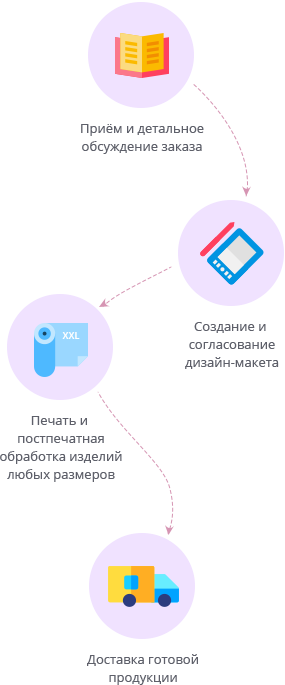 Приём и детальное
обсуждение заказа
Создание и
согласование
дизайн-макета
XXL
Печать и
постпечатная
обработка изделий
любых размеров
Доставка готовой
продукции